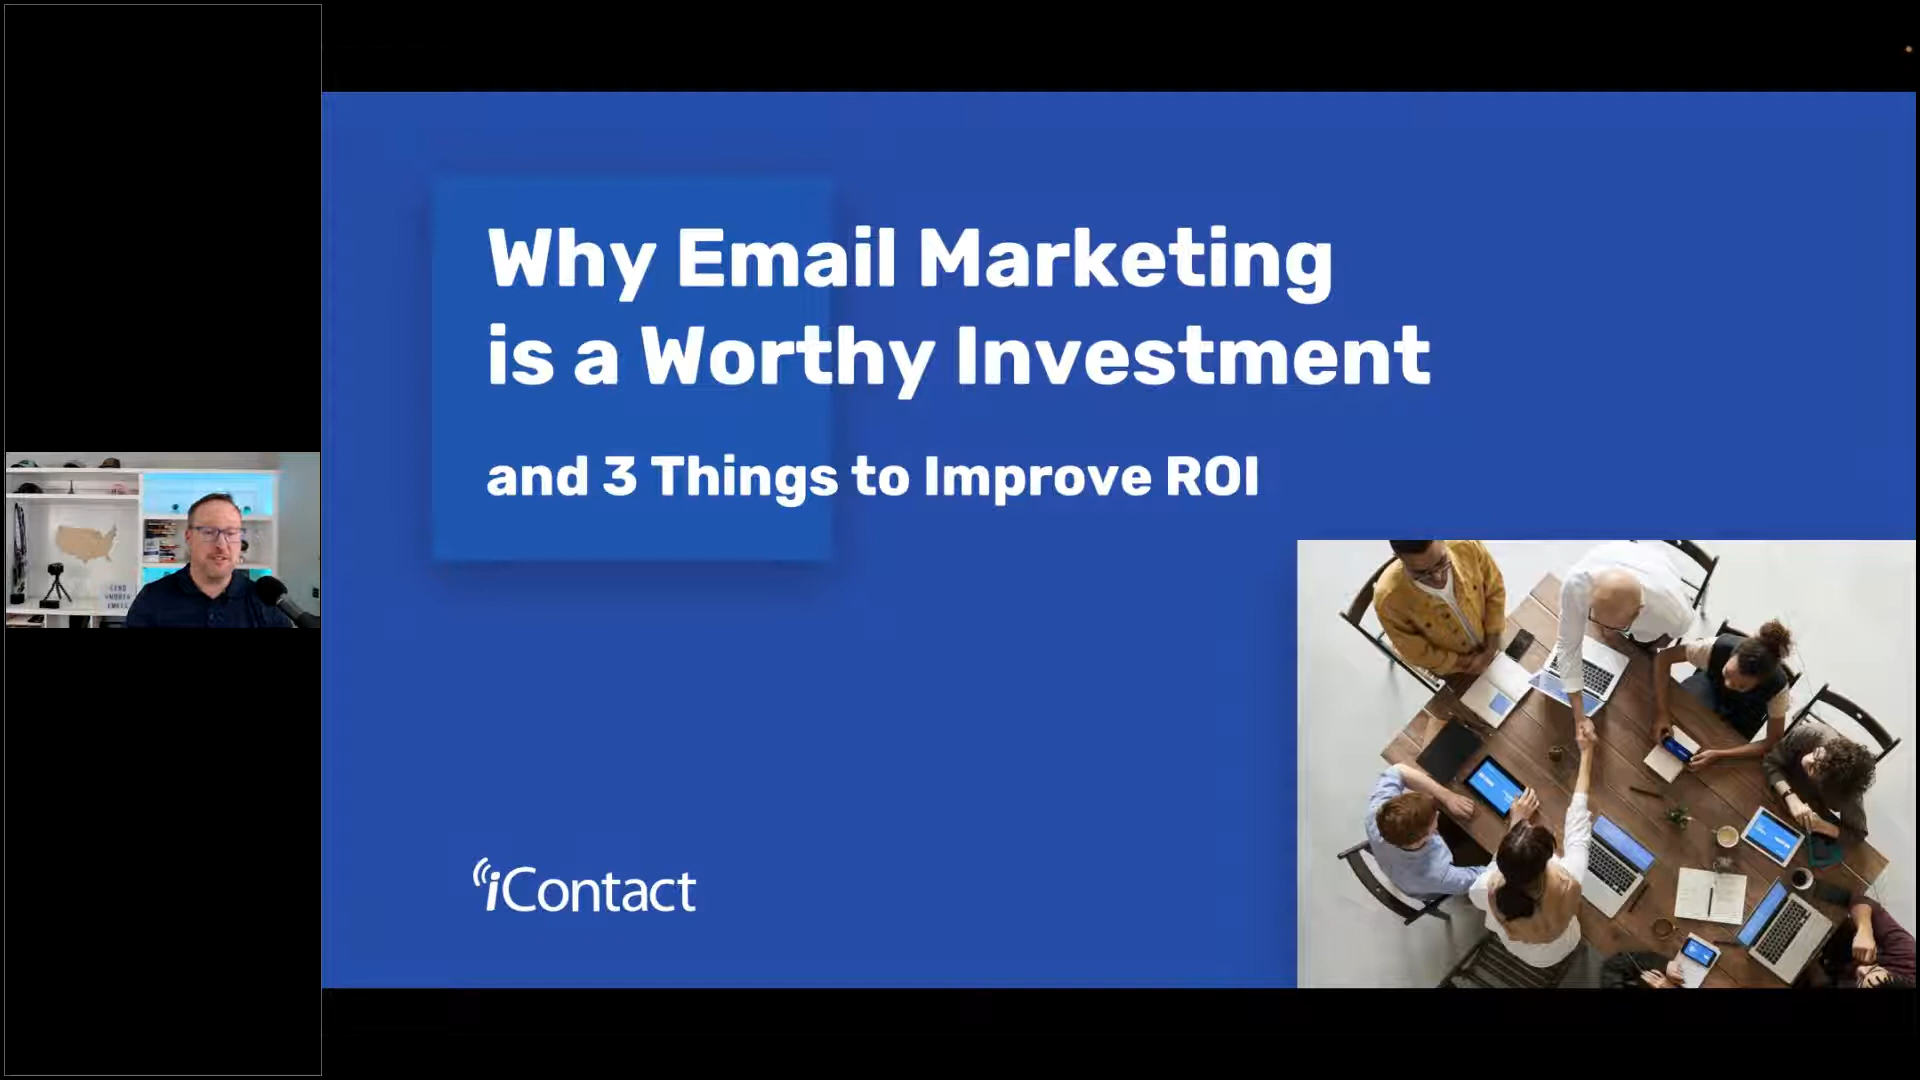 Why Email Marketing
is a Worthy Investment
and 3 Things to Improve ROI
iContact